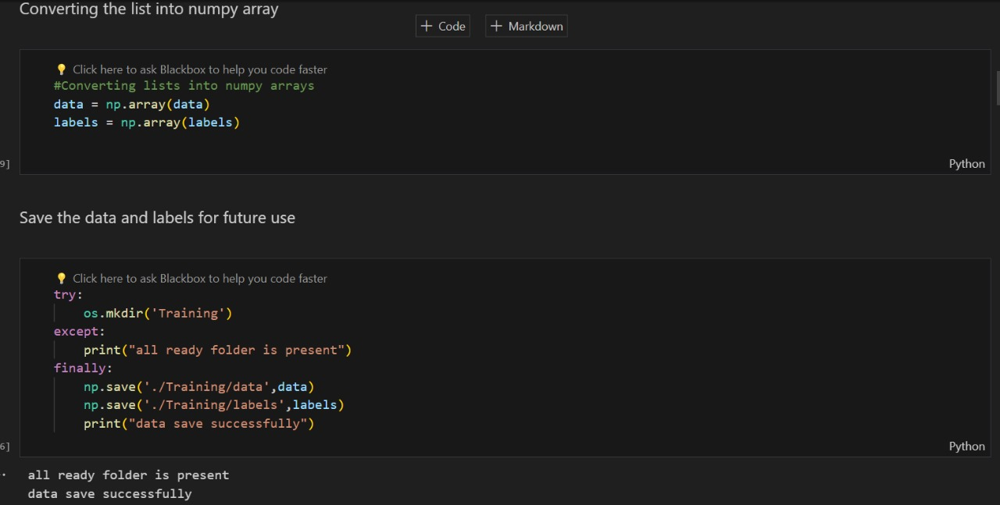 Converting the list into numpy array
+ Code + Markdown
Click here to ask Blackbox to help you code faster
#Converting lists into numpy arrays
data = np.array(data)
labels = np.array(labels)
9]
Python
Save the data and labels for future use
Click here to ask Blackbox to help you code faster
try:
    os.mkdir('Training')
except:
    print("all ready folder is present")
finally:
    np.save('./Training/data',data)
    np.save('./Training/labels',labels)
    print("data save successfully")
6]
Python
all ready folder is present
data save successfully